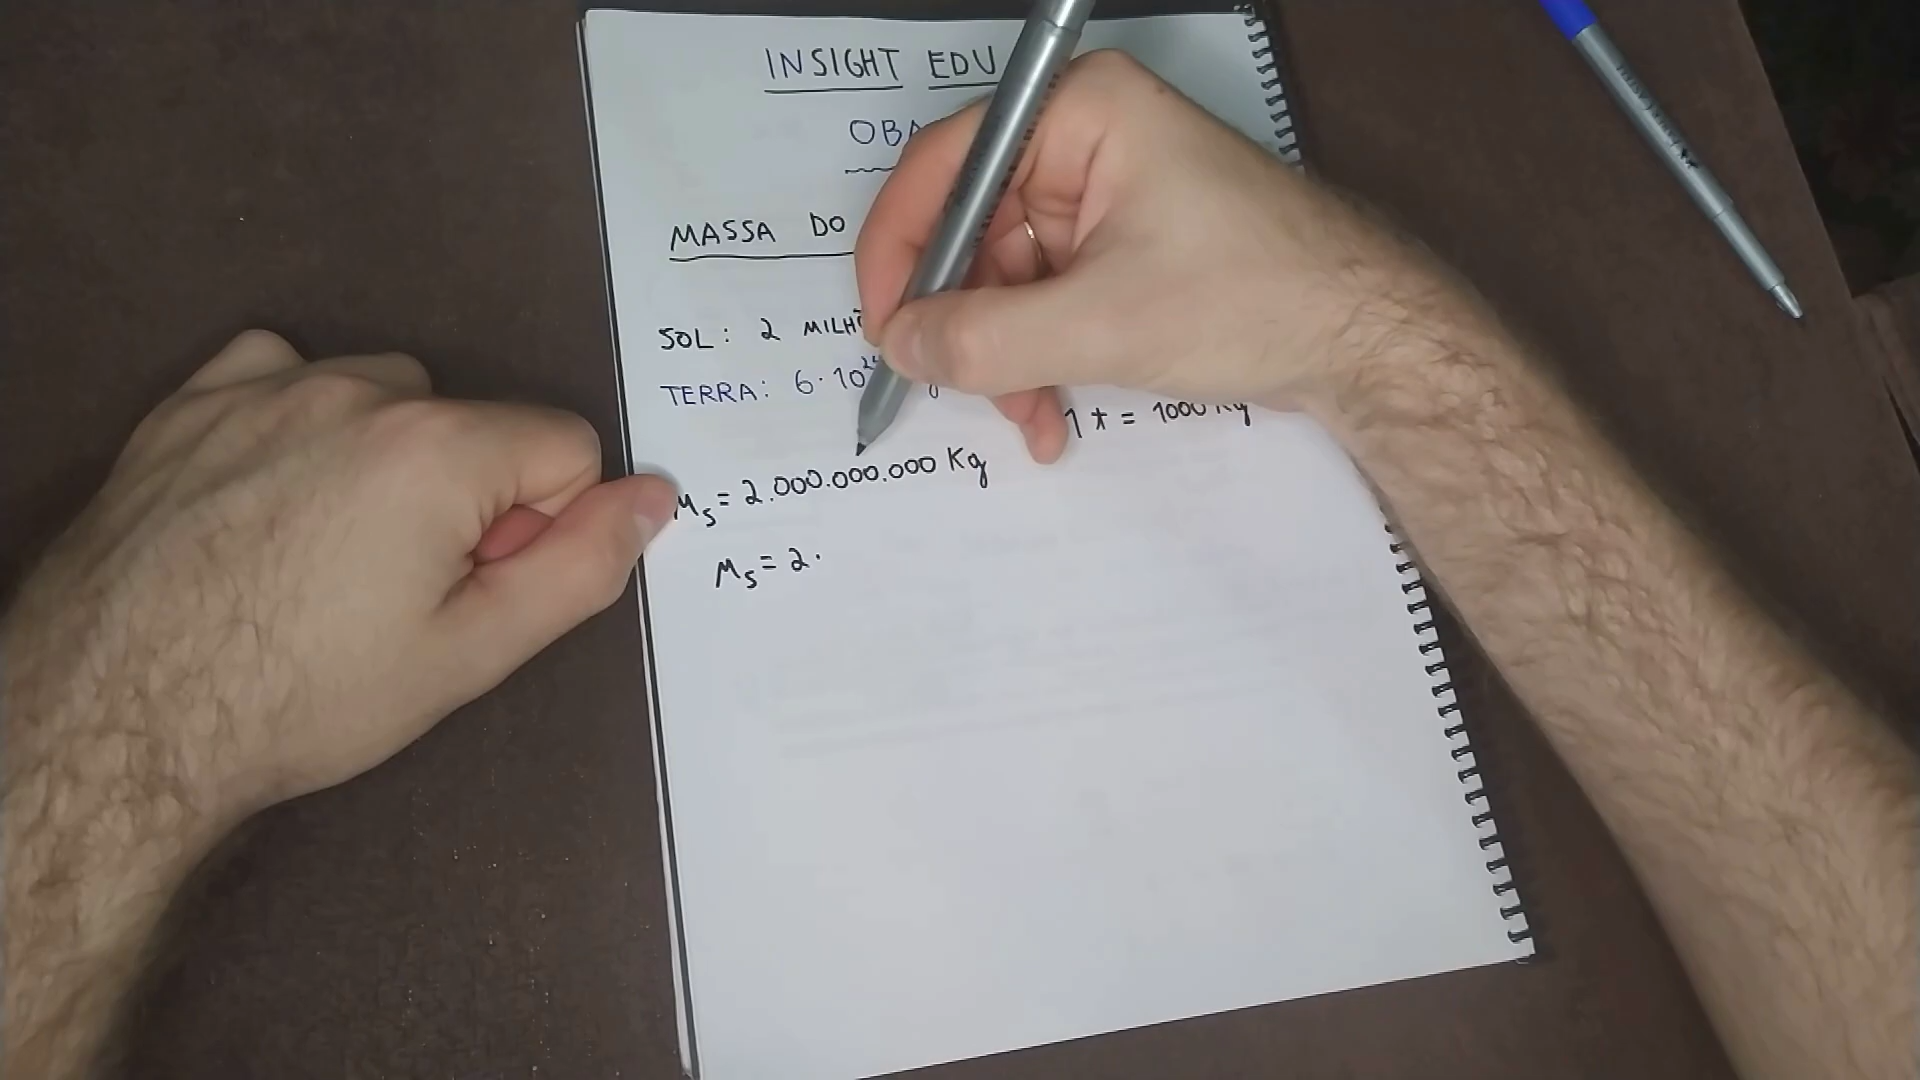 INSIGHT EDU
MASSA DO
SOL: 2
TERRA: 6·10²⁴
1 t = 1000 Kg
Ms = 2.000.000.000 Kg
Ms = 2.